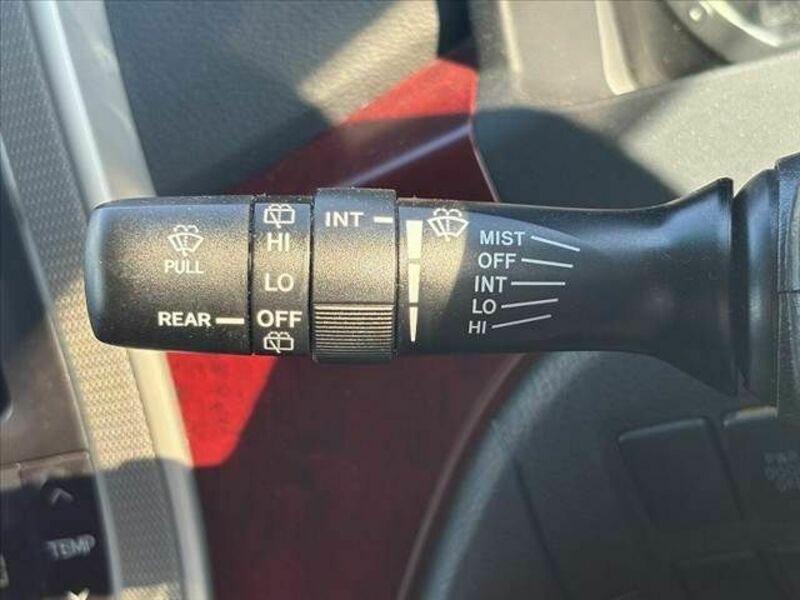 PULL
REAR
HI
LO
OFF
INT
MIST
OFF
INT
LO
HI
TEMP